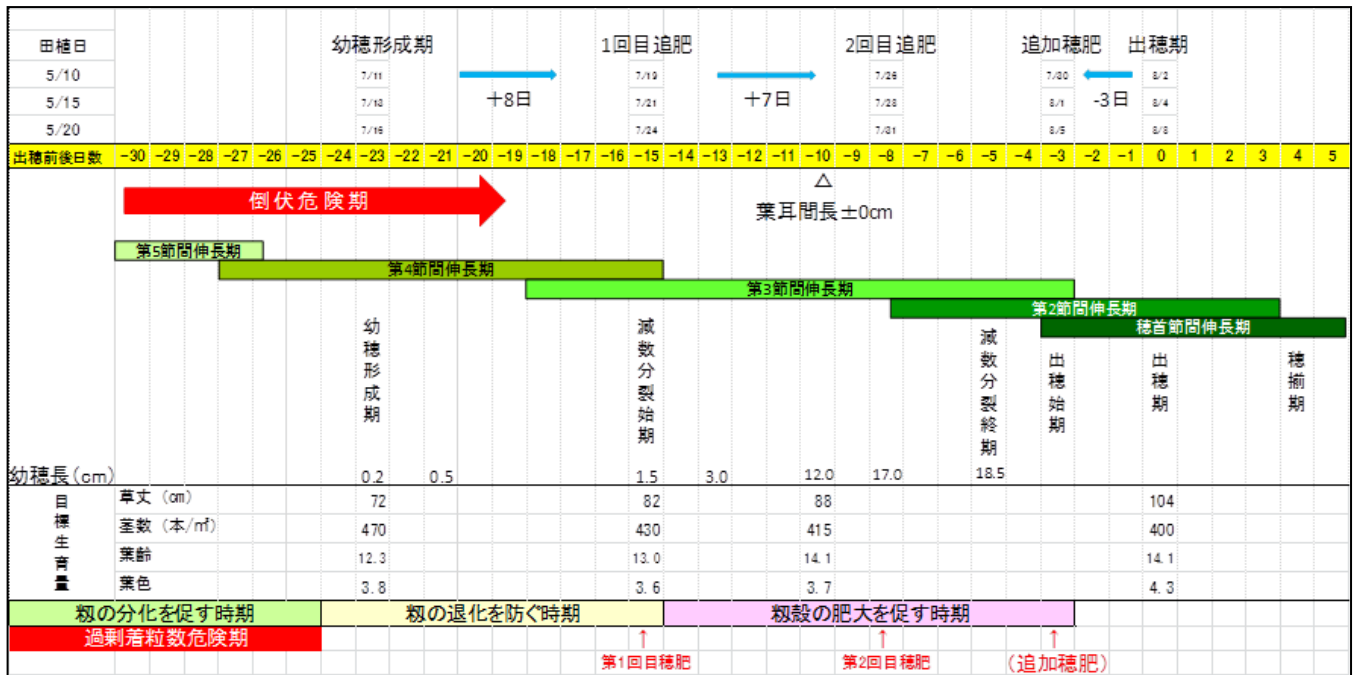 田植日 幼穂形成期 1回目追肥 2回目追肥 追加穂肥 出穂期
5/10 7/11 7/19 7/26 7/30 8/2
5/15 7/13 +8日 7/21 +7日 7/28 8/1 -3日 8/4
5/20 7/16 7/24 7/31 8/5 8/8
出穂前後日数 -30 -29 -28 -27 -26 -25 -24 -23 -22 -21 -20 -19 -18 -17 -16 -15 -14 -13 -12 -11 -10 -9 -8 -7 -6 -5 -4 -3 -2 -1 0 1 2 3 4 5
倒伏危険期
△
葉耳間長±0cm
第5節間伸長期
第4節間伸長期
第3節間伸長期
第2節間伸長期
穂首節間伸長期
幼穂形成期
減数分裂始期
減数分裂終期
出穂始期
出穂期
穂揃期
幼穂長(cm) 0.2 0.5 1.5 3.0 12.0 17.0 18.5
目標生育量
草丈(cm) 72 82 88 104
茎数(本/㎡) 470 430 415 400
葉齢 12.3 13.0 14.1 14.1
葉色 3.8 3.6 3.7 4.3
籾の分化を促す時期 籾の退化を防ぐ時期 籾殻の肥大を促す時期
過剰着粒数危険期 ↑ ↑ ↑
第1回目穂肥 第2回目穂肥 (追加穂肥)